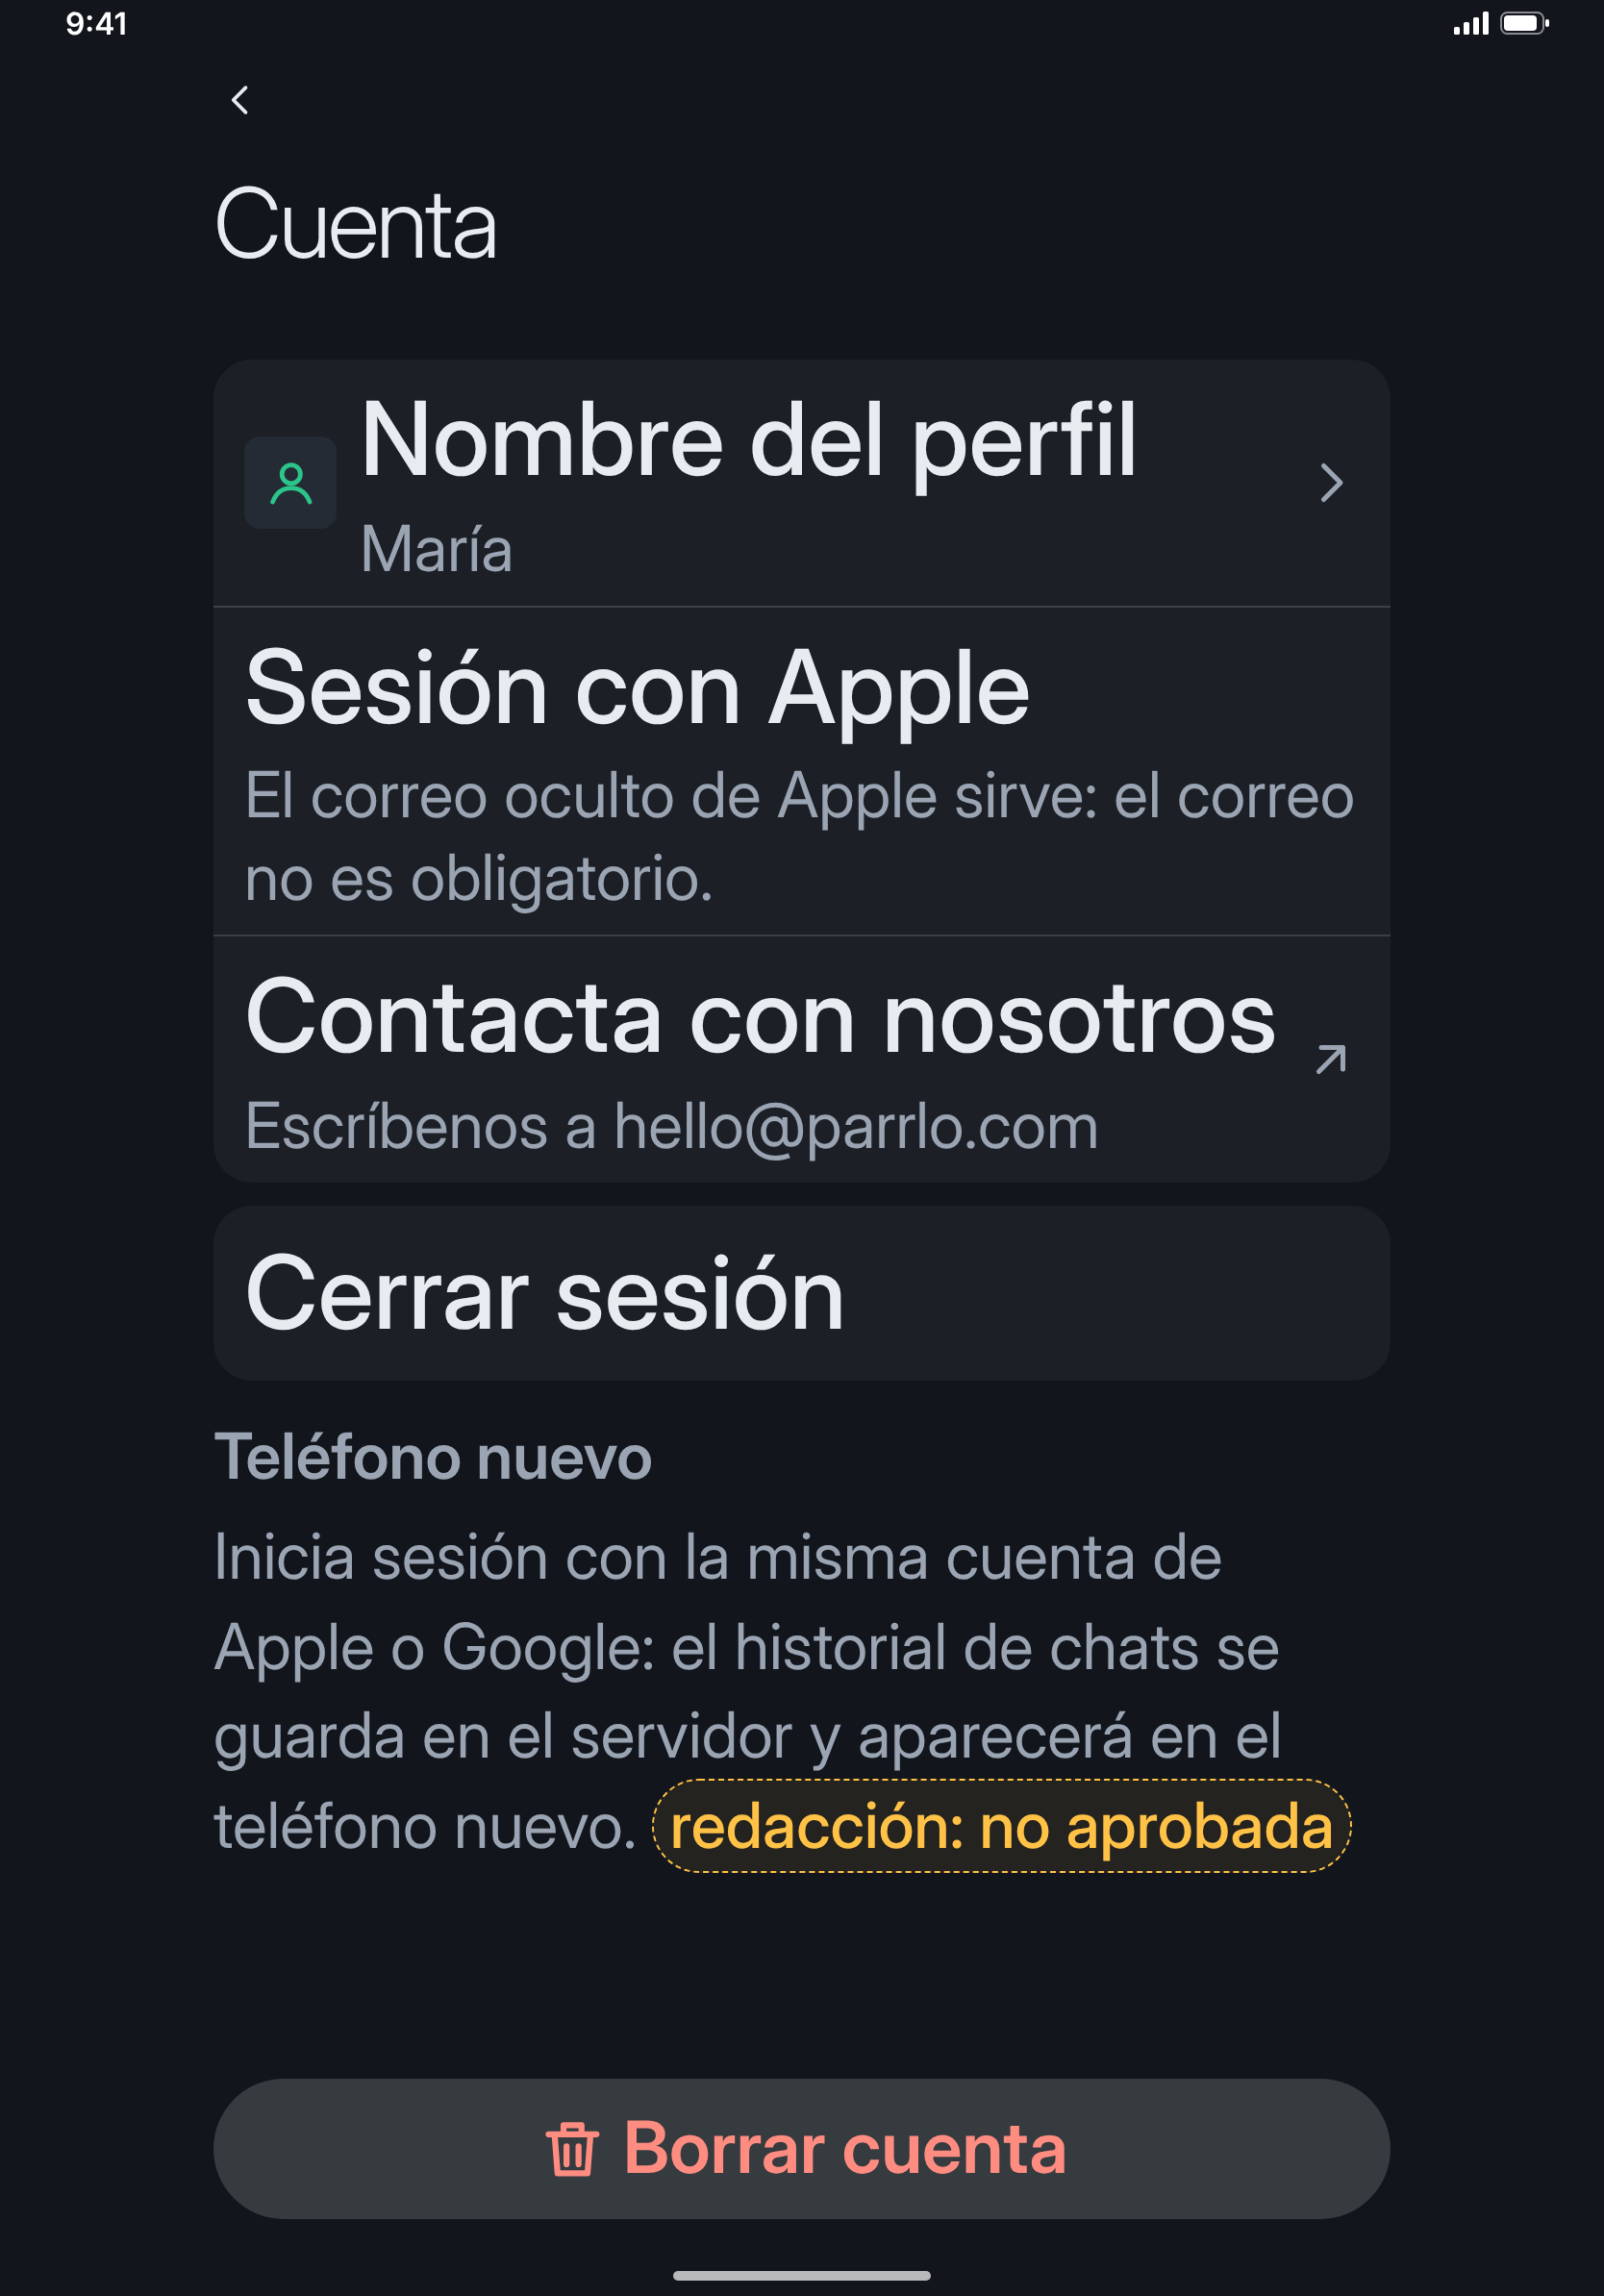 9:41
Cuenta
Nombre del perfil
María
Sesión con Apple
El correo oculto de Apple sirve: el correo
no es obligatorio.
Contacta con nosotros
Escríbenos a hello@parrlo.com
Cerrar sesión
Teléfono nuevo
Inicia sesión con la misma cuenta de
Apple o Google: el historial de chats se
guarda en el servidor y aparecerá en el
teléfono nuevo. redacción: no aprobada
Borrar cuenta